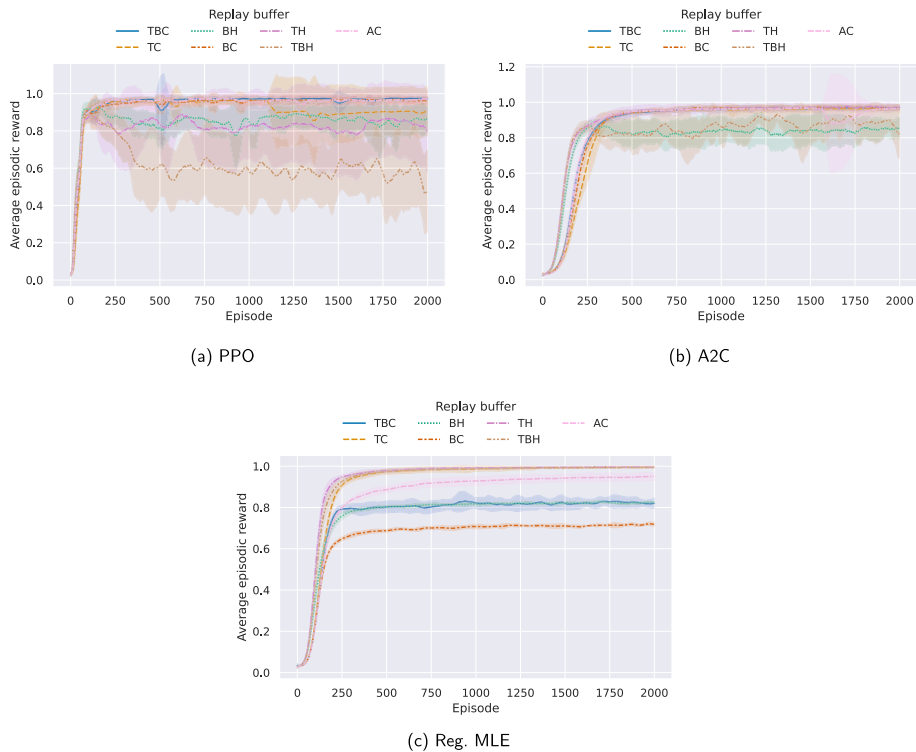 Replay buffer
TBC BH TH AC
TC BC TBH
Average episodic reward
1.0
0.8
0.6
0.4
0.2
0.0
0 250 500 750 1000 1250 1500 1750 2000
Episode
(a) PPO
Replay buffer
TBC BH TH AC
TC BC TBH
Average episodic reward
1.2
1.0
0.8
0.6
0.4
0.2
0.0
0 250 500 750 1000 1250 1500 1750 2000
Episode
(b) A2C
Replay buffer
TBC BH TH AC
TC BC TBH
Average episodic reward
1.0
0.8
0.6
0.4
0.2
0.0
0 250 500 750 1000 1250 1500 1750 2000
Episode
(c) Reg. MLE